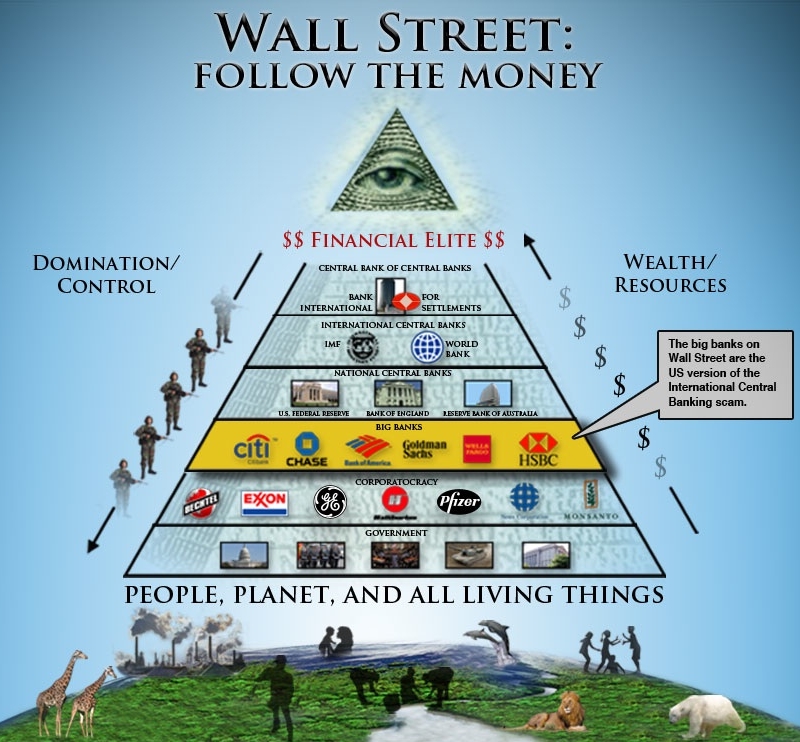 WALL STREET:
FOLLOW THE MONEY
$$ FINANCIAL ELITE $$
DOMINATION/
CONTROL
WEALTH/
RESOURCES
CENTRAL BANK OF CENTRAL BANKS
BANK
INTERNATIONAL
FOR
SETTLEMENTS
INTERNATIONAL CENTRAL BANKS
IMF
WORLD
BANK
NATIONAL CENTRAL BANKS
U.S. FEDERAL RESERVE
BANK OF ENGLAND
RESERVE BANK OF AUSTRALIA
The big banks on
Wall Street are the
US version of the
International Central
Banking scam.
BIG BANKS
citi
Citibank
CHASE
Bank of America
Goldman
Sachs
WELLS
FARGO
HSBC
CORPORATOCRACY
BECHTEL
EXXON
GE
Halliburton
Pfizer
News Corporation
MONSANTO
GOVERNMENT
PEOPLE, PLANET, AND ALL LIVING THINGS
$
$
$
$
$
$